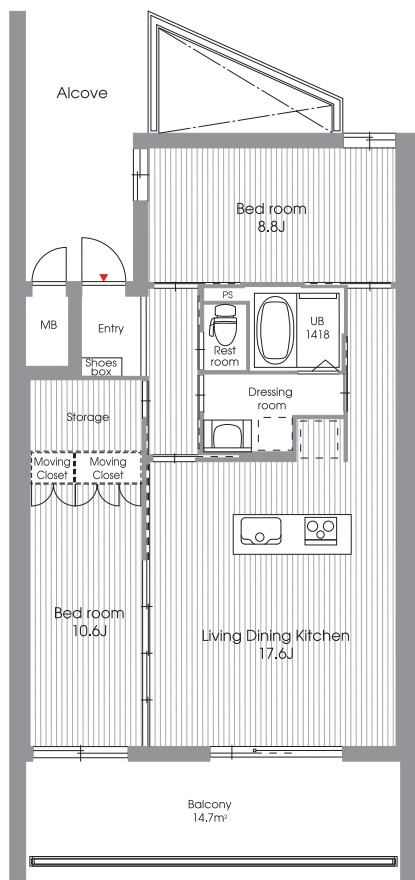 Alcove
Bed room
8.8J
MB
Entry
Shoes
box
PS
Rest
room
UB
1418
Dressing
room
Storage
Moving
Closet
Moving
Closet
Bed room
10.6J
Living Dining Kitchen
17.6J
Balcony
14.7m²